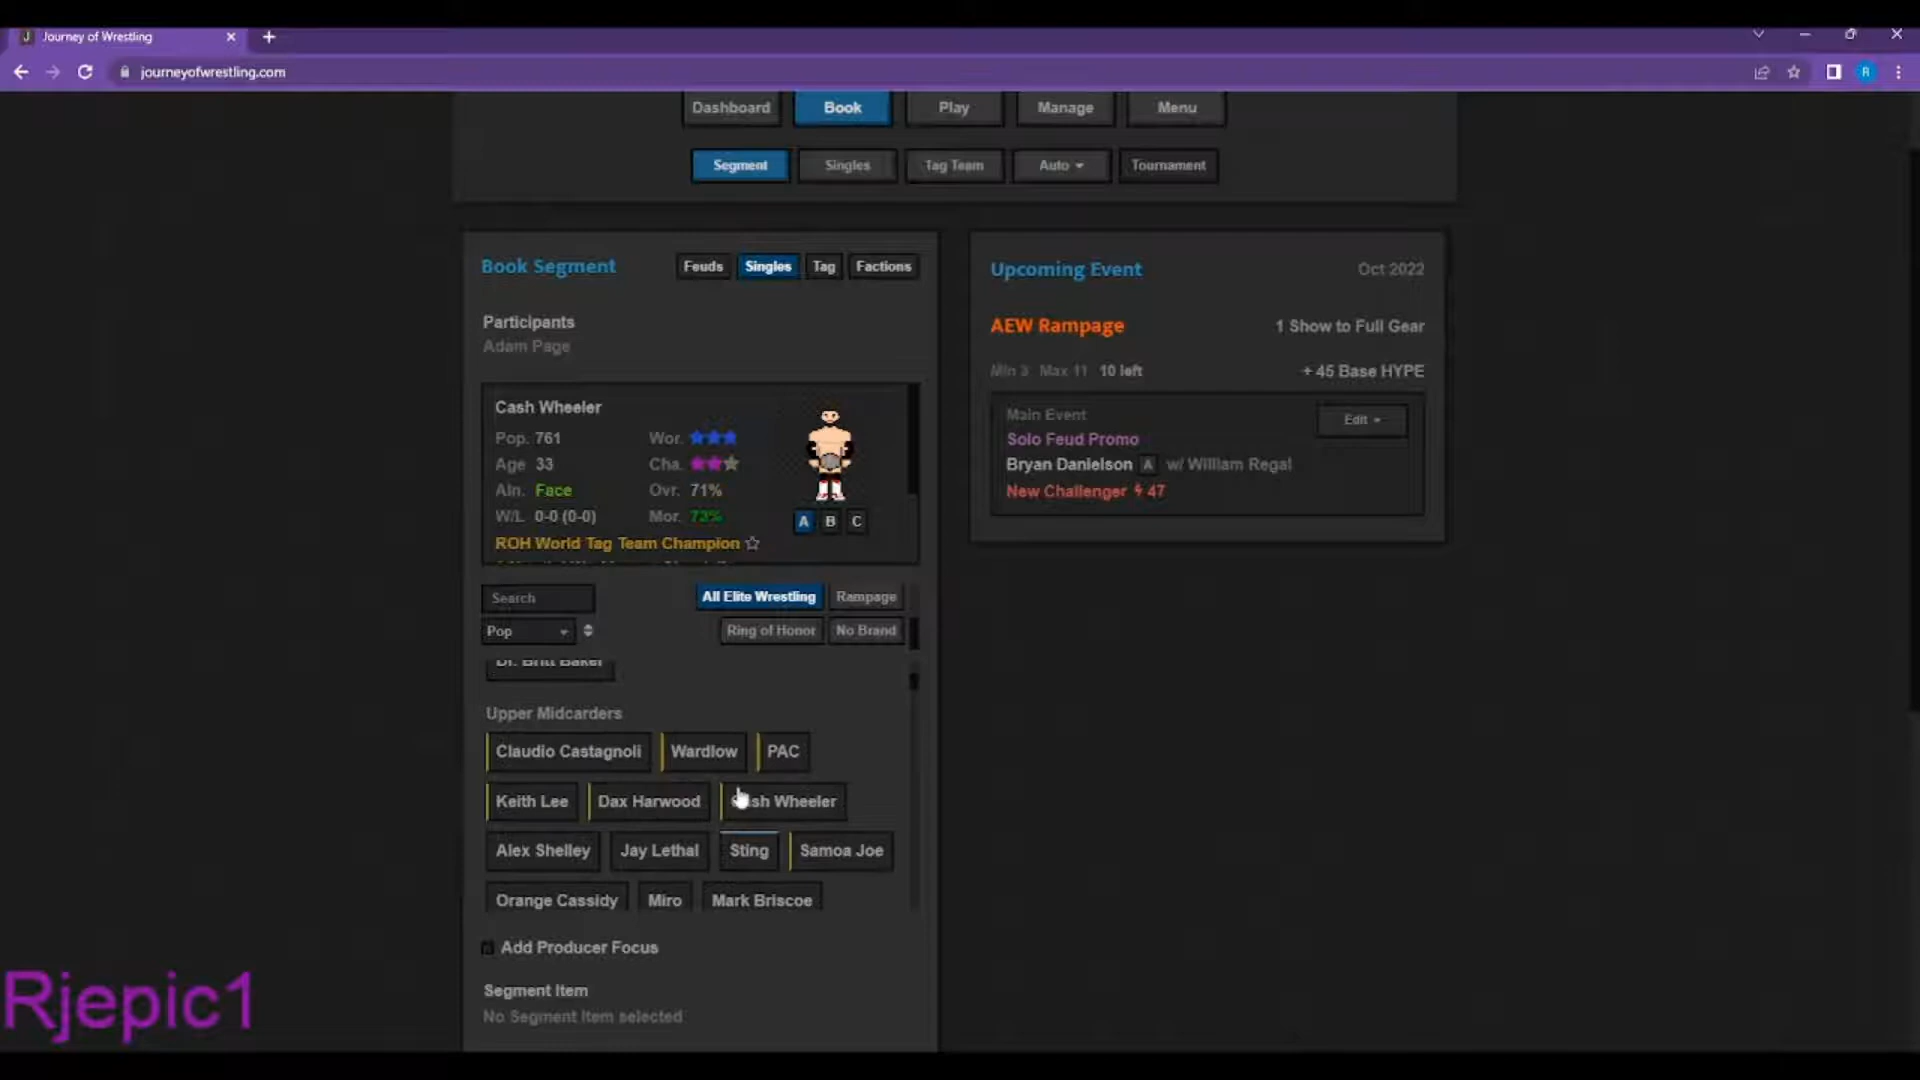 Journey of Wrestling
journeyofwrestling.com
R
Dashboard Book Play Manage Menu
Segment Singles Tag Team Auto Tournament
Book Segment Feuds Singles Tag Factions
Participants
Adam Page
Cash Wheeler
Pop. 761 Wor.
Age 33 Cha.
Aln. Face Ovr. 71%
W/L 0-0 (0-0) Mor. 73%
A B C
ROH World Tag Team Champion
Search All Elite Wrestling Rampage
Pop Ring of Honor No Brand
Dr. Britt Baker
Upper Midcarders
Claudio Castagnoli Wardlow PAC
Keith Lee Dax Harwood Cash Wheeler
Alex Shelley Jay Lethal Sting Samoa Joe
Orange Cassidy Miro Mark Briscoe
Add Producer Focus
Segment Item
No Segment Item selected
Upcoming Event Oct 2022
AEW Rampage 1 Show to Full Gear
Min 3 Max 11 10 left + 45 Base HYPE
Main Event Edit
Solo Feud Promo
Bryan Danielson A w/ William Regal
New Challenger 47
Rjepic1